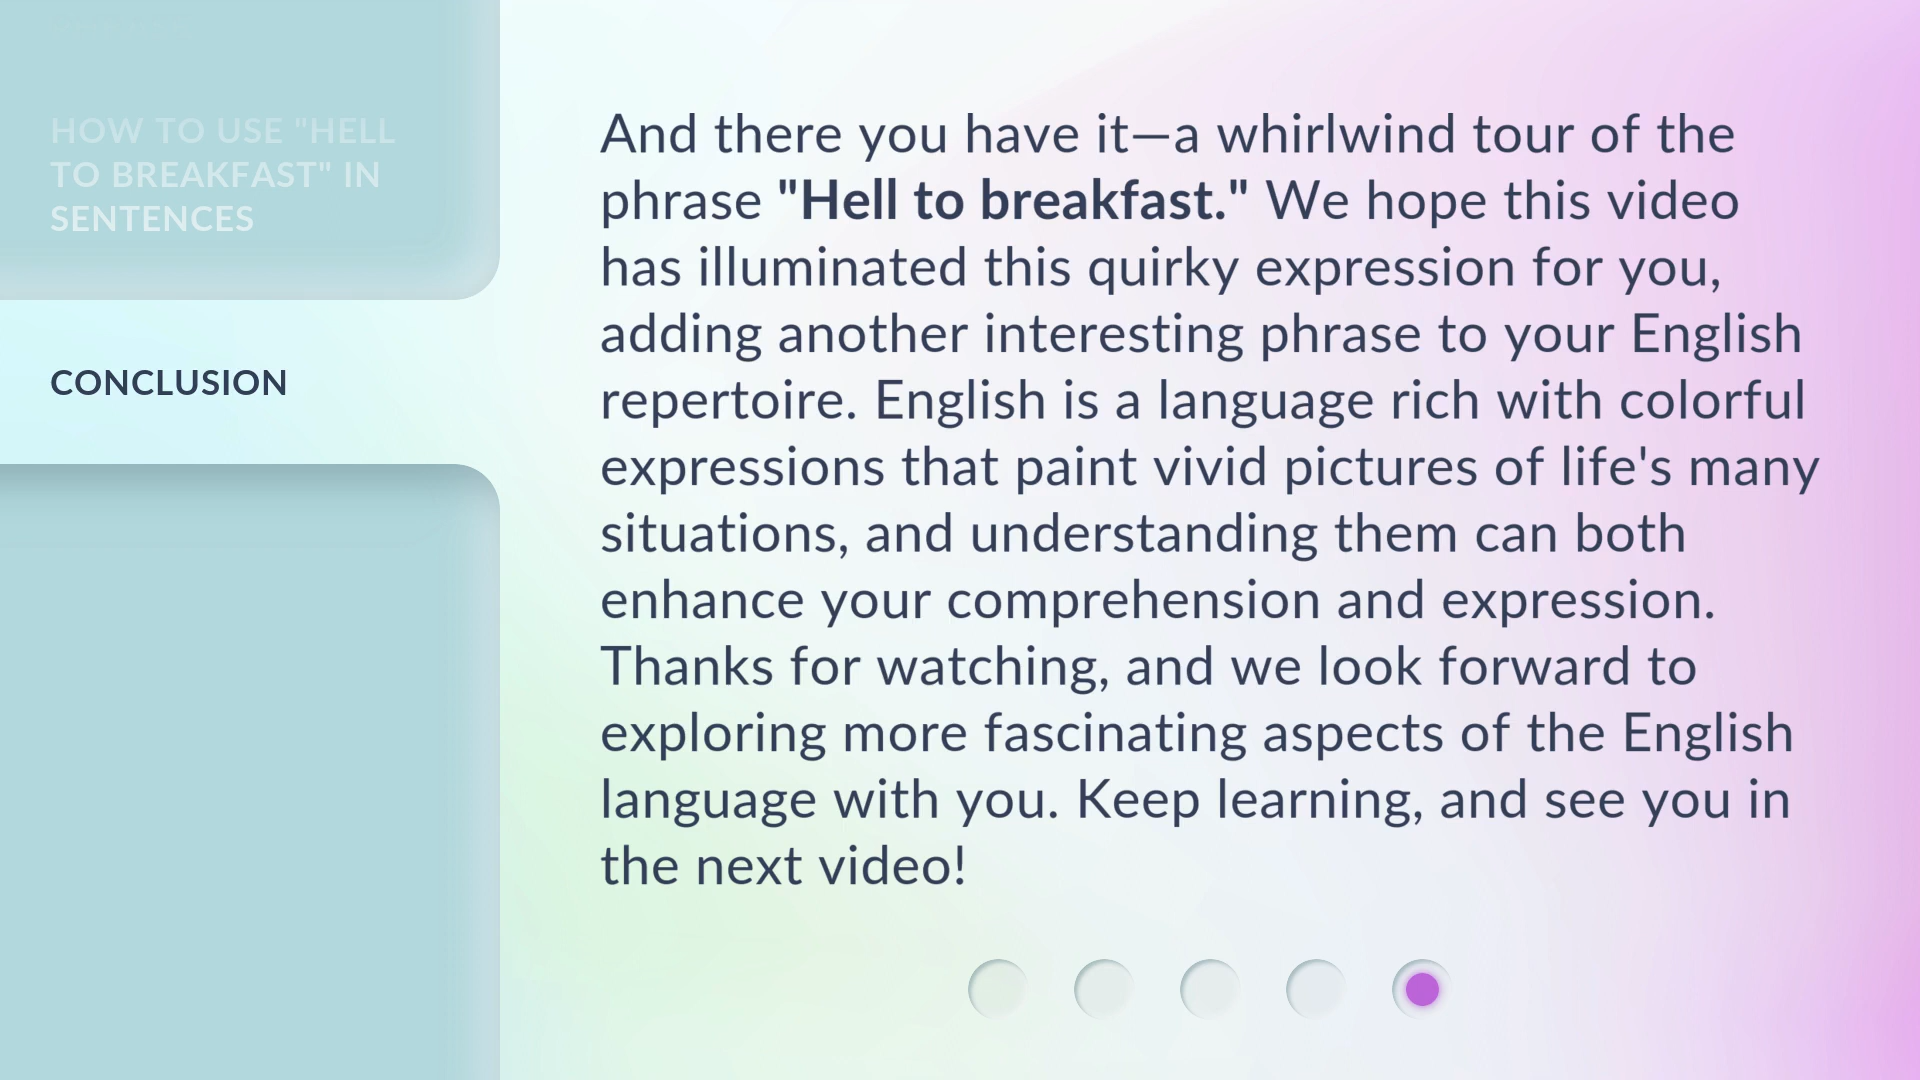 HOW TO USE "HELL
TO BREAKFAST" IN
SENTENCES
CONCLUSION
And there you have it—a whirlwind tour of the
phrase "Hell to breakfast." We hope this video
has illuminated this quirky expression for you,
adding another interesting phrase to your English
repertoire. English is a language rich with colorful
expressions that paint vivid pictures of life's many
situations, and understanding them can both
enhance your comprehension and expression.
Thanks for watching, and we look forward to
exploring more fascinating aspects of the English
language with you. Keep learning, and see you in
the next video!